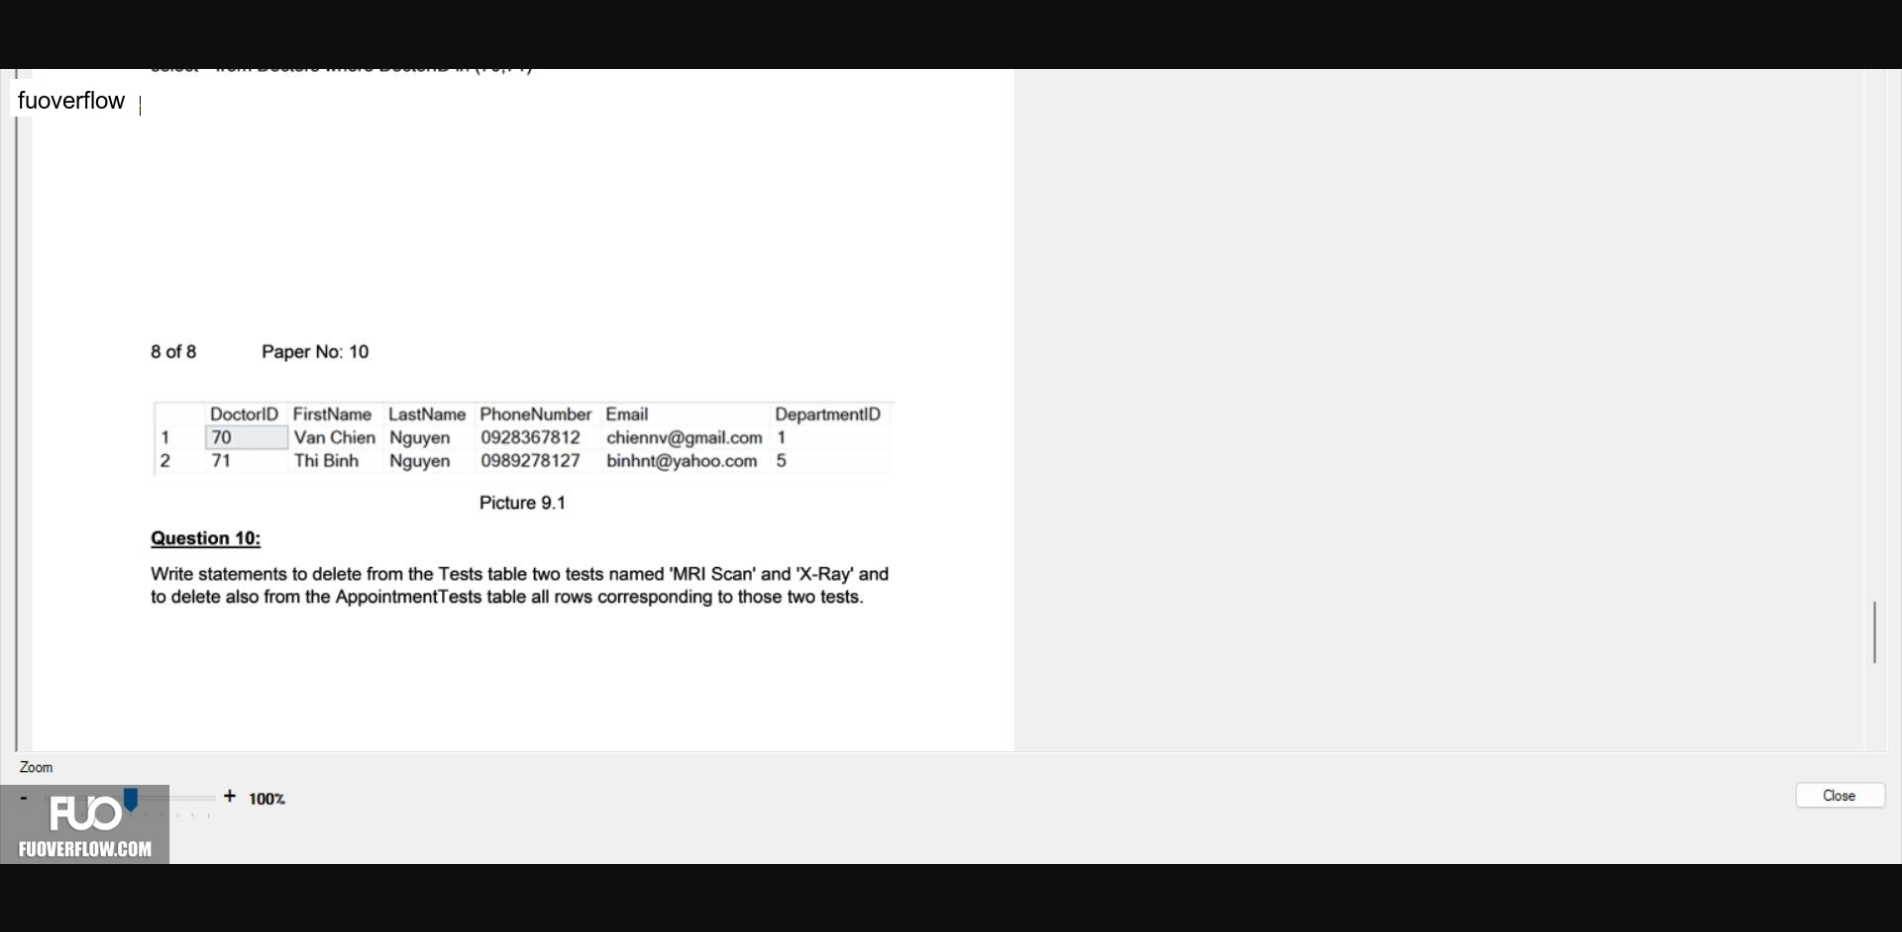 fuoverflow
8 of 8 Paper No: 10
DoctorID FirstName LastName PhoneNumber Email DepartmentID
1 70 Van Chien Nguyen 0928367812 chiennv@gmail.com 1
2 71 Thi Binh Nguyen 0989278127 binhnt@yahoo.com 5
Picture 9.1
Question 10:
Write statements to delete from the Tests table two tests named 'MRI Scan' and 'X-Ray' and
to delete also from the AppointmentTests table all rows corresponding to those two tests.
Zoom
- + 100%
Close
FUO
FUOVERFLOW.COM